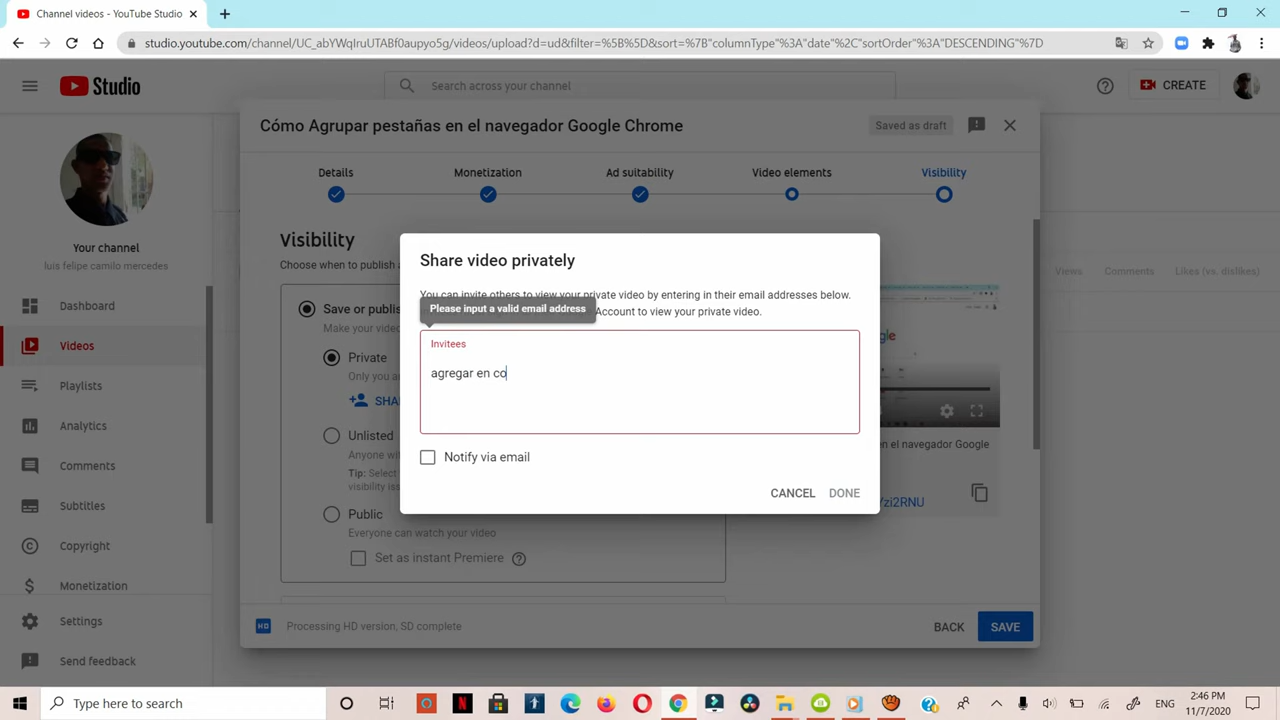 Channel videos - YouTube Studio
studio.youtube.com/channel/UC_abYWqIruUTABf0aupyo5g/videos/upload?d=ud&filter=%5B%5D&sort=%7B"columnType"%3A"date"%2C"sortOrder"%3A"DESCENDING"%7D
Studio
Search across your channel
CREATE
Cómo Agrupar pestañas en el navegador Google Chrome
Saved as draft
Details
Monetization
Ad suitability
Video elements
Visibility
Your channel
luis felipe camilo mercedes
Dashboard
Videos
Playlists
Analytics
Comments
Subtitles
Copyright
Monetization
Settings
Send feedback
Views
Comments
Likes (vs. dislikes)
Visibility
Choose when to publish
Save or publis
Make your video
Private
Only you a
SHA
Unlisted
Anyone wi
Tip: Select
visibility iss
Public
Everyone can watch your video
Set as instant Premiere
en el navegador Google
Yzi2RNU
Share video privately
You can invite others to view your private video by entering in their email addresses below.
Account to view your private video.
Please input a valid email address
Invitees
agregar en co
Notify via email
CANCEL
DONE
HD
Processing HD version, SD complete
BACK
SAVE
Type here to search
ENG
2:46 PM
11/7/2020